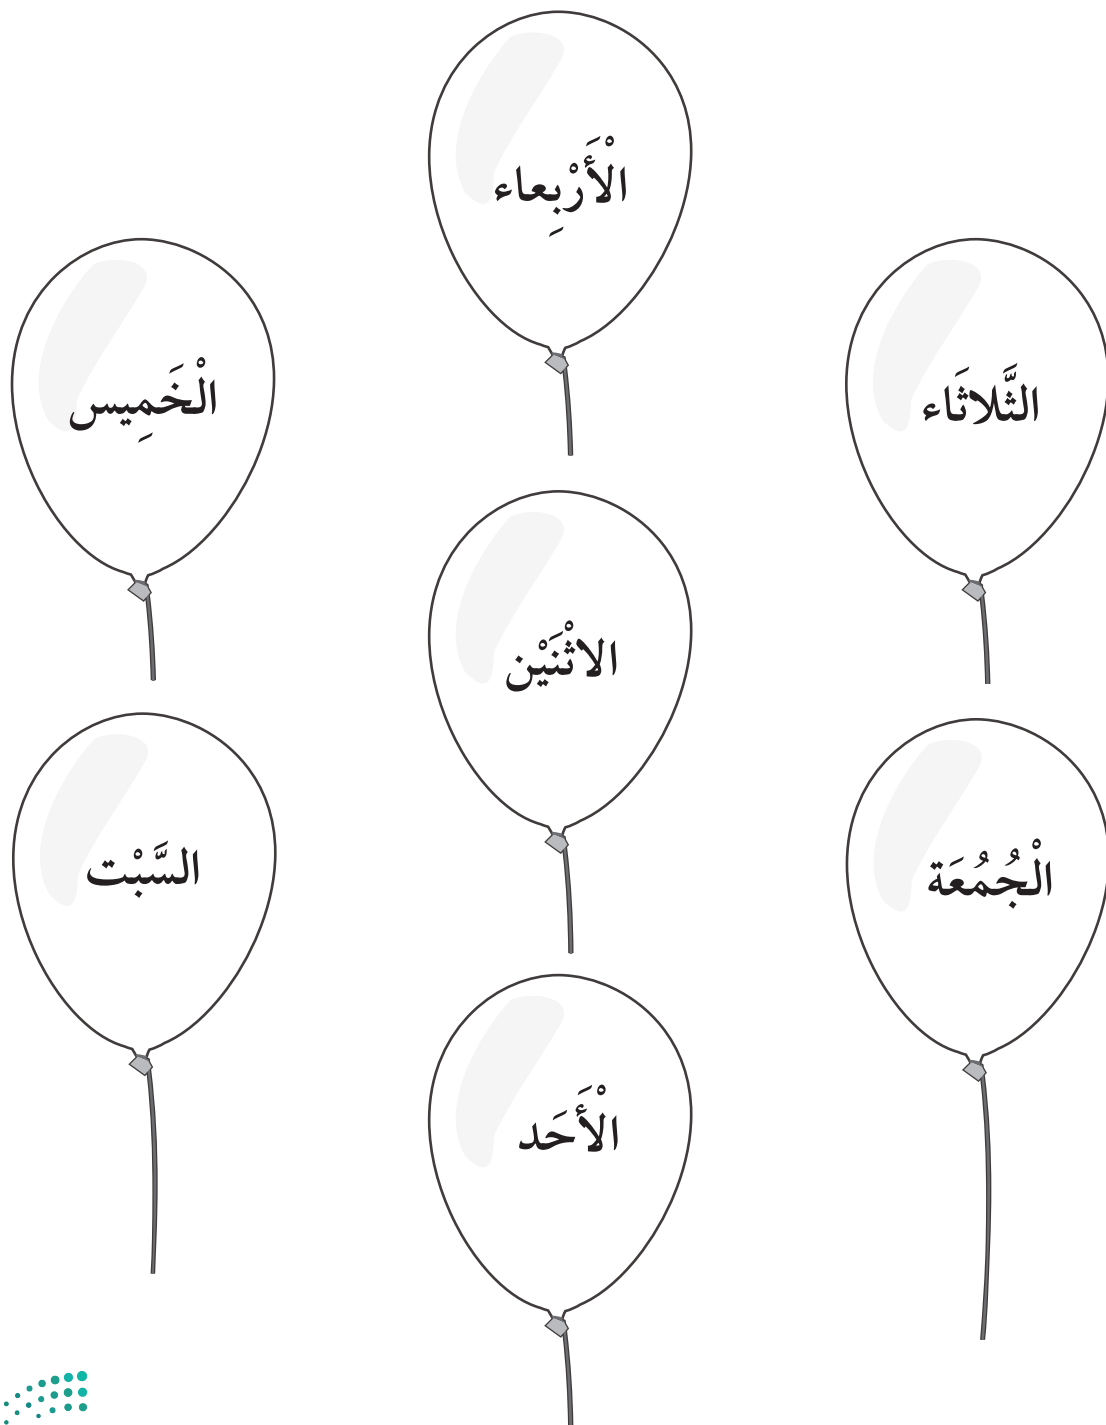 الْأَرْبِعاء
الثَّلاثَاء
الْخَمِيس
الاثْنَيْن
الْجُمُعَة
السَّبْت
الْأَحَد